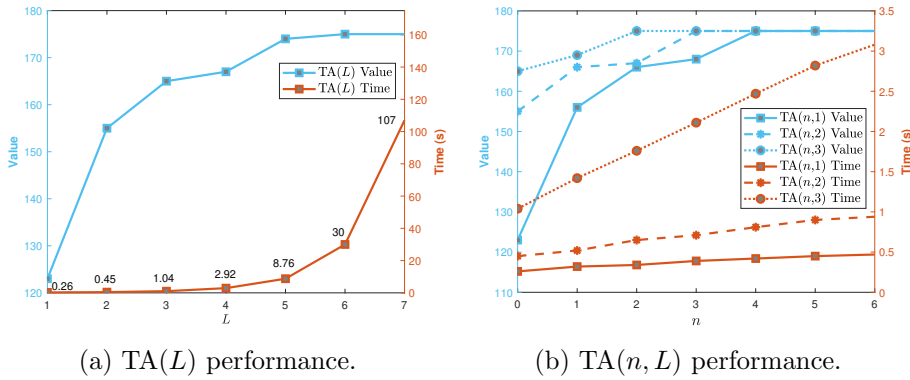 180
170
160
150
140
130
120
Value
160
140
120
100
80
60
40
20
0
Time (s)
TA(L) Value
TA(L) Time
0.26
0.45
1.04
2.92
8.76
30
107
1 2 3 4 5 6 7
L
(a) TA(L) performance.
180
170
160
150
140
130
120
110
Value
3.5
3
2.5
2
1.5
1
0.5
0
Time (s)
TA(n,1) Value
TA(n,2) Value
TA(n,3) Value
TA(n,1) Time
TA(n,2) Time
TA(n,3) Time
0 1 2 3 4 5 6
n
(b) TA(n, L) performance.